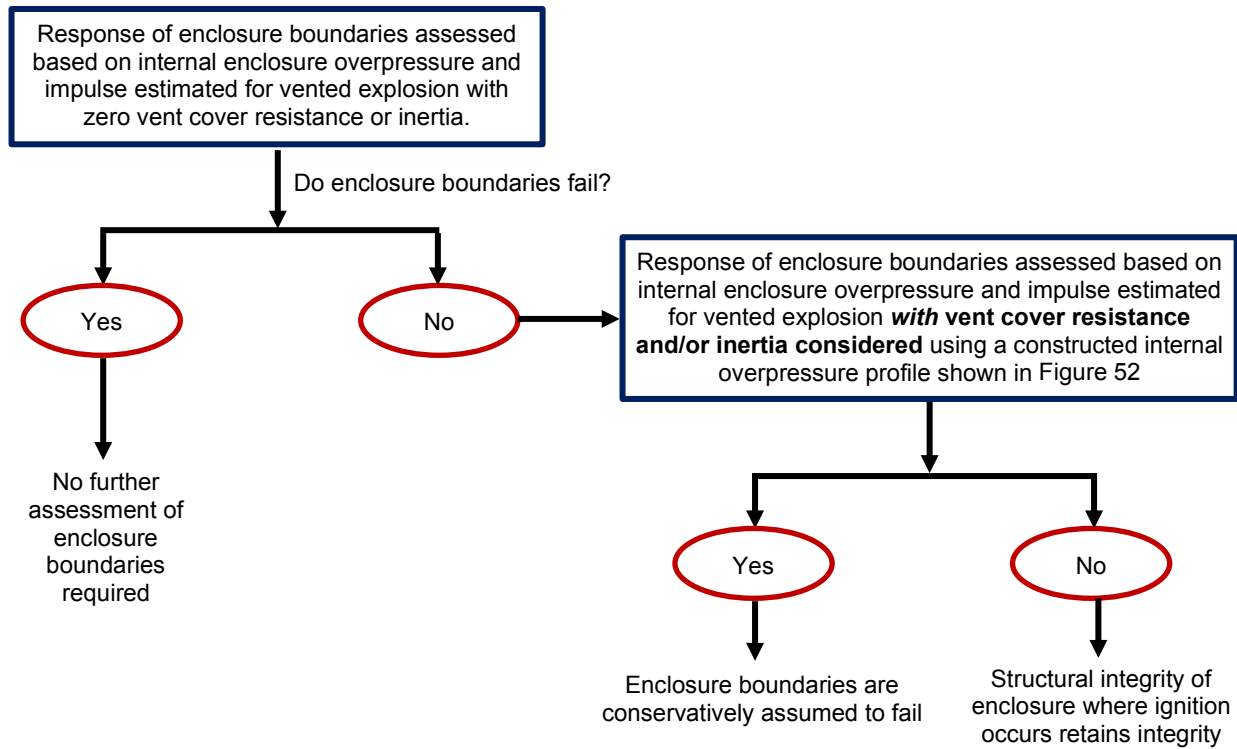 Response of enclosure boundaries assessed
based on internal enclosure overpressure and
impulse estimated for vented explosion with
zero vent cover resistance or inertia.
Do enclosure boundaries fail?
Yes
No
Response of enclosure boundaries assessed based on
internal enclosure overpressure and impulse estimated
for vented explosion with vent cover resistance
and/or inertia considered using a constructed internal
overpressure profile shown in Figure 52
No further
assessment of
enclosure
boundaries
required
Yes
No
Enclosure boundaries are
conservatively assumed to fail
Structural integrity of
enclosure where ignition
occurs retains integrity